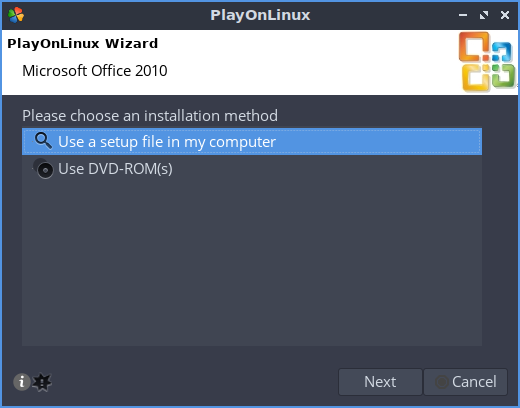 PlayOnLinux
PlayOnLinux Wizard
Microsoft Office 2010
Please choose an installation method
Use a setup file in my computer
Use DVD-ROM(s)
Next
Cancel